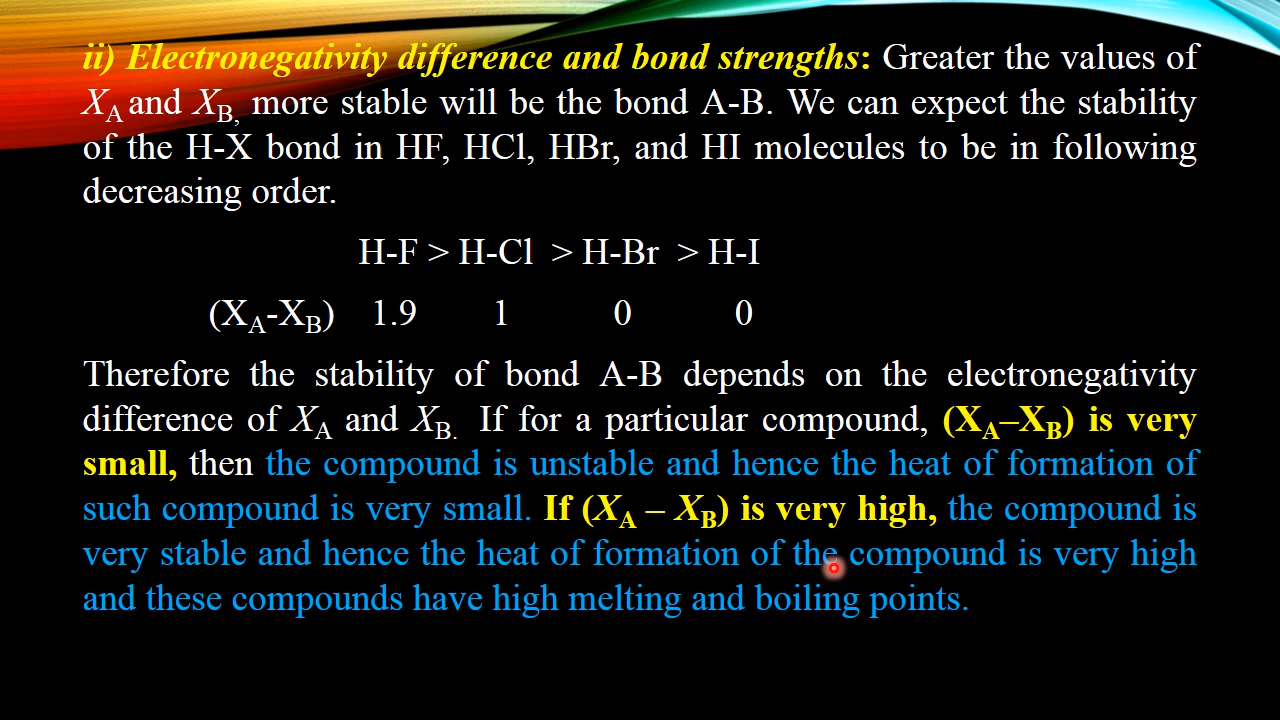 ii) Electronegativity difference and bond strengths: Greater the values of
XA and XB, more stable will be the bond A-B. We can expect the stability
of the H-X bond in HF, HCl, HBr, and HI molecules to be in following
decreasing order.
H-F > H-Cl > H-Br > H-I
(XA-XB) 1.9 1 0 0
Therefore the stability of bond A-B depends on the electronegativity
difference of XA and XB. If for a particular compound, (XA–XB) is very
small, then the compound is unstable and hence the heat of formation of
such compound is very small. If (XA – XB) is very high, the compound is
very stable and hence the heat of formation of the compound is very high
and these compounds have high melting and boiling points.